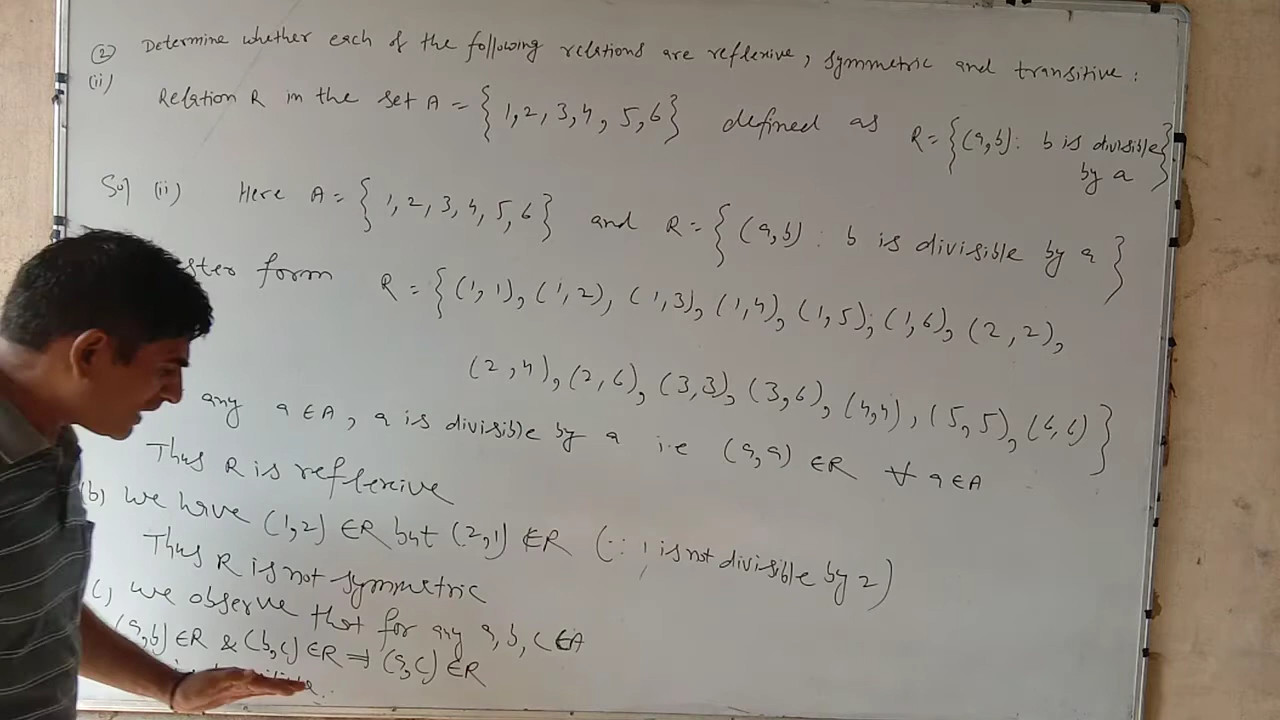 ② Determine whether each of the following relations are reflexive, symmetric and transitive:
(ii) Relation R in the set A = {1, 2, 3, 4, 5, 6} defined as R = {(a,b): b is divisible by a}
Sol (ii) Here A = {1, 2, 3, 4, 5, 6} and R = {(a,b): b is divisible by a}
form R = {(1,1), (1,2), (1,3), (1,4), (1,5), (1,6), (2,2),
(2,4), (2,6), (3,3), (3,6), (4,4), (5,5), (6,6)}
any a ∈ A, a is divisible by a i.e (a,a) ∈ R ∀ a ∈ A
Thus R is reflexive
(b) we have (1,2) ∈ R but (2,1) ∉ R (∵ 1 is not divisible by 2)
Thus R is not symmetric
(c) we observe that for any a, b, c ∈ A
(a,b) ∈ R & (b,c) ∈ R ⇒ (a,c) ∈ R